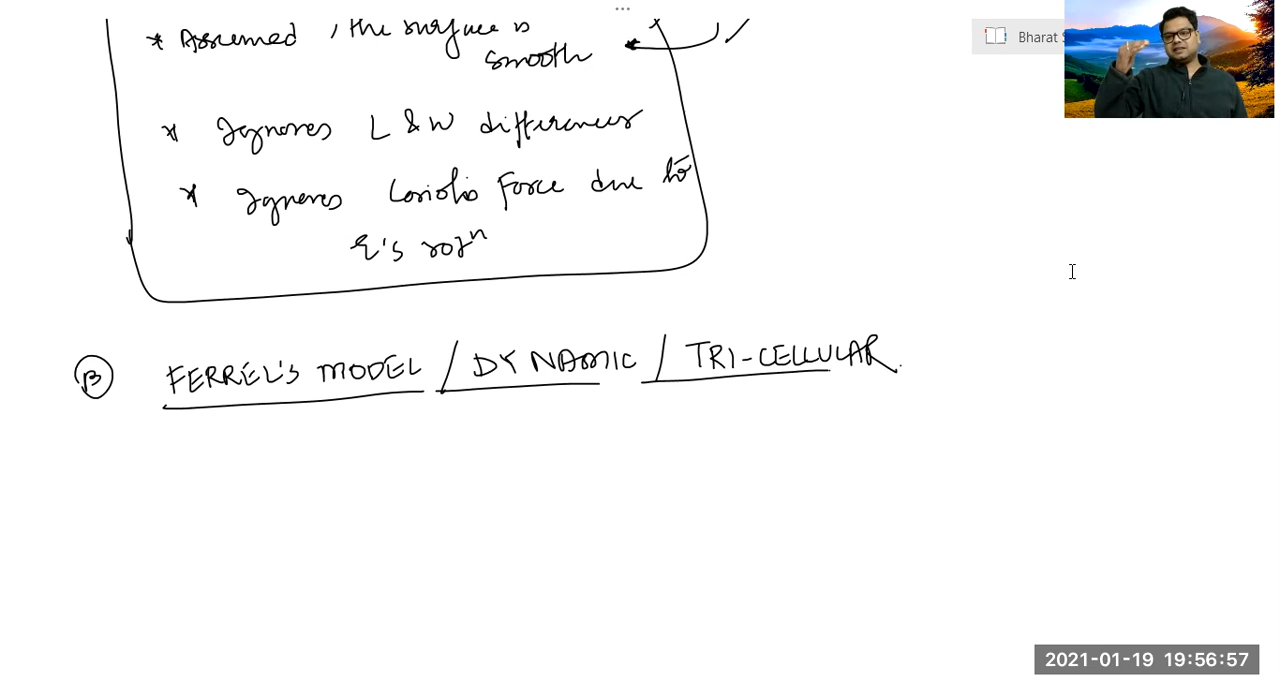 * Assumed, the surface is
smooth
Bharat S
* Ignores L & W differences
* Ignores Coriolis Force due to
E's rotⁿ
B FERREL'S MODEL / DYNAMIC / TRI-CELLULAR.
2021-01-19 19:56:57